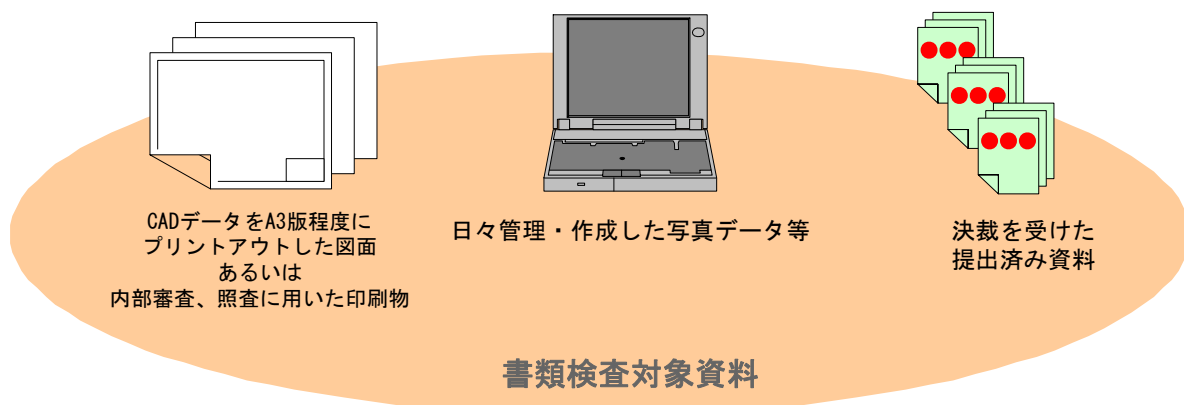 CADデータをA3版程度に
プリントアウトした図面
あるいは
内部審査、照査に用いた印刷物
日々管理・作成した写真データ等
決裁を受けた
提出済み資料
書類検査対象資料